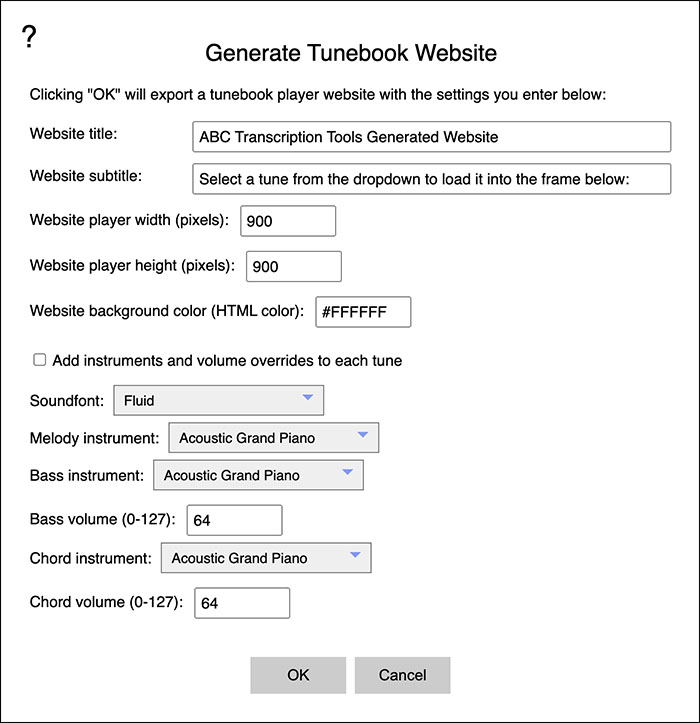 ?
Generate Tunebook Website
Clicking "OK" will export a tunebook player website with the settings you enter below:
Website title: ABC Transcription Tools Generated Website
Website subtitle: Select a tune from the dropdown to load it into the frame below:
Website player width (pixels): 900
Website player height (pixels): 900
Website background color (HTML color): #FFFFFF
Add instruments and volume overrides to each tune
Soundfont: Fluid
Melody instrument: Acoustic Grand Piano
Bass instrument: Acoustic Grand Piano
Bass volume (0-127): 64
Chord instrument: Acoustic Grand Piano
Chord volume (0-127): 64
OK Cancel